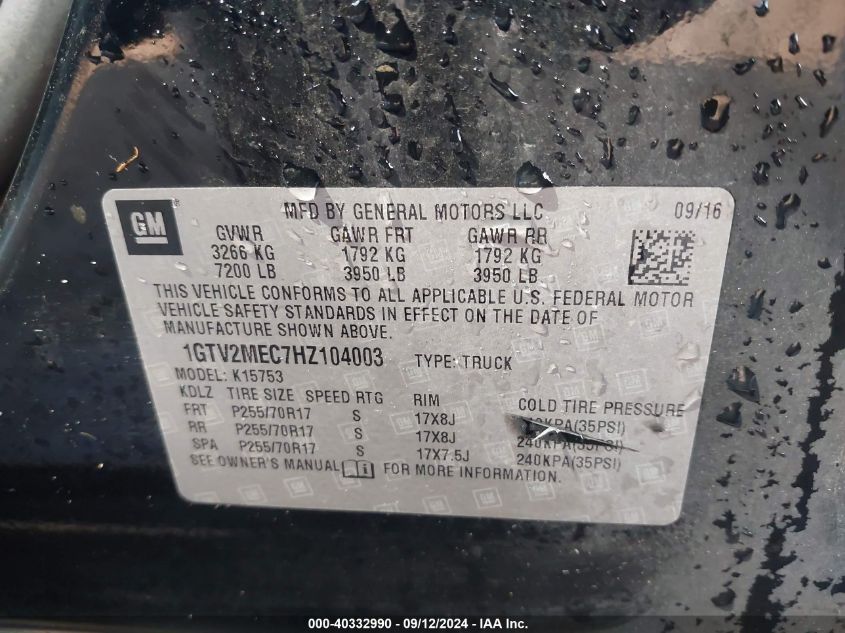 GM
MFD BY GENERAL MOTORS LLC 09/16
GVWR GAWR FRT GAWR RR
3266 KG 1792 KG 1792 KG
7200 LB 3950 LB 3950 LB
THIS VEHICLE CONFORMS TO ALL APPLICABLE U.S. FEDERAL MOTOR
VEHICLE SAFETY STANDARDS IN EFFECT ON THE DATE OF
MANUFACTURE SHOWN ABOVE.
1GTV2MEC7HZ104003 TYPE: TRUCK
MODEL: K15753
KDLZ TIRE SIZE SPEED RTG RIM COLD TIRE PRESSURE
FRT P255/70R17 S 17X8J (35PSI)
RR P255/70R17 S 17X8J 240KPA(35PSI)
SPA P255/70R17 S 17X7.5J 240KPA(35PSI)
SEE OWNER'S MANUAL FOR MORE INFORMATION.
000-40332990 - 09/12/2024 - IAA Inc.